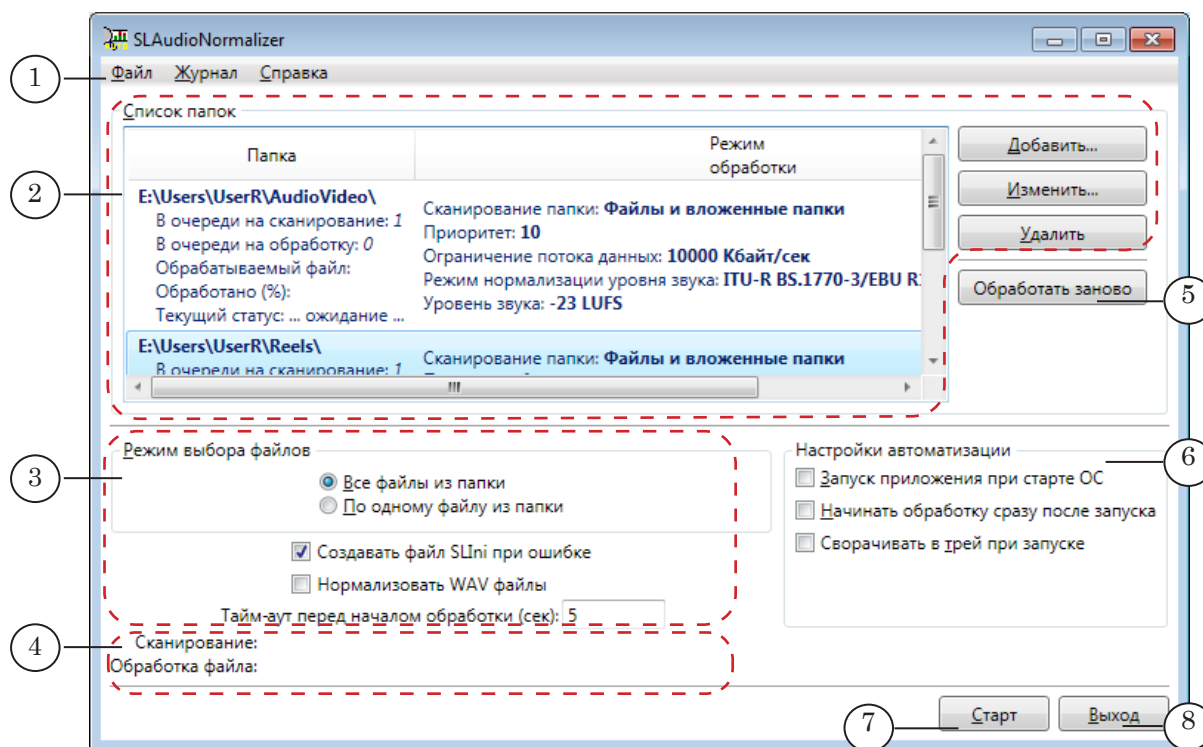 SLAudioNormalizer
1
Файл Журнал Справка
Список папок
Папка
Режим
обработки
Добавить...
2
E:\Users\UserR\AudioVideo\
В очереди на сканирование: 1
В очереди на обработку: 0
Обрабатываемый файл:
Обработано (%):
Текущий статус: ... ожидание ...
Сканирование папки: Файлы и вложенные папки
Приоритет: 10
Ограничение потока данных: 10000 Кбайт/сек
Режим нормализации уровня звука: ITU-R BS.1770-3/EBU R1
Уровень звука: -23 LUFS
Изменить...
Удалить
Обработать заново
5
E:\Users\UserR\Reels\
В очереди на сканирование: 1
Сканирование папки: Файлы и вложенные папки
3
Режим выбора файлов
Все файлы из папки
По одному файлу из папки
Создавать файл SLIni при ошибке
Нормализовать WAV файлы
Тайм-аут перед началом обработки (сек): 5
Настройки автоматизации
6
Запуск приложения при старте ОС
Начинать обработку сразу после запуска
Сворачивать в трей при запуске
4
Сканирование:
Обработка файла:
7
Старт
Выход
8